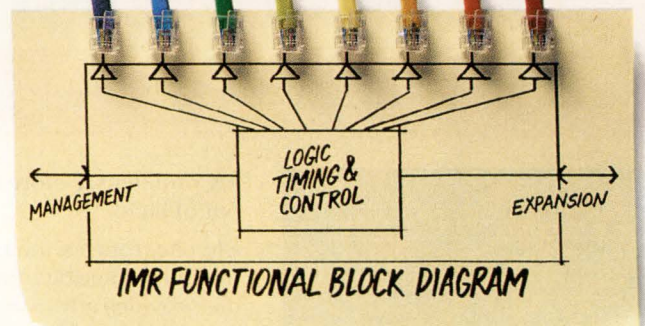 LOGIC
TIMING &
CONTROL
MANAGEMENT
EXPANSION
IMR FUNCTIONAL BLOCK DIAGRAM